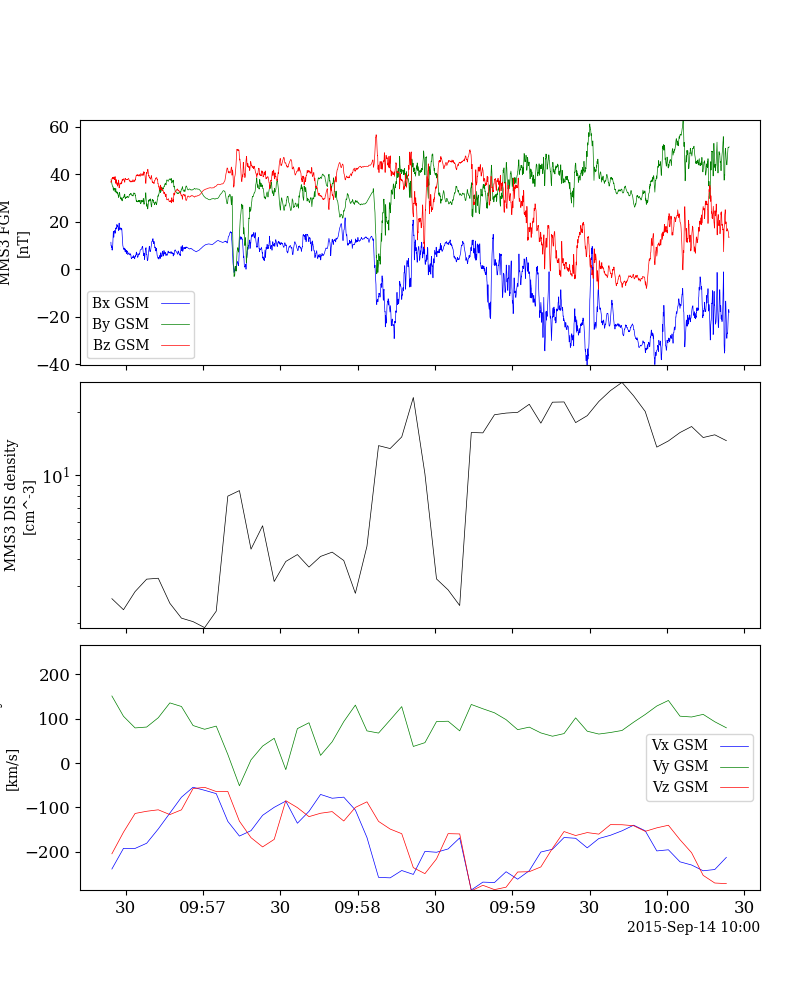 60
40
20
0
−20
−40
MMS3 FGM
[nT]
Bx GSM
By GSM
Bz GSM
10^1
MMS3 DIS density
[cm^-3]
200
100
0
−100
−200
[km/s]
Vx GSM
Vy GSM
Vz GSM
30 09:57 30 09:58 30 09:59 30 10:00 30
2015-Sep-14 10:00